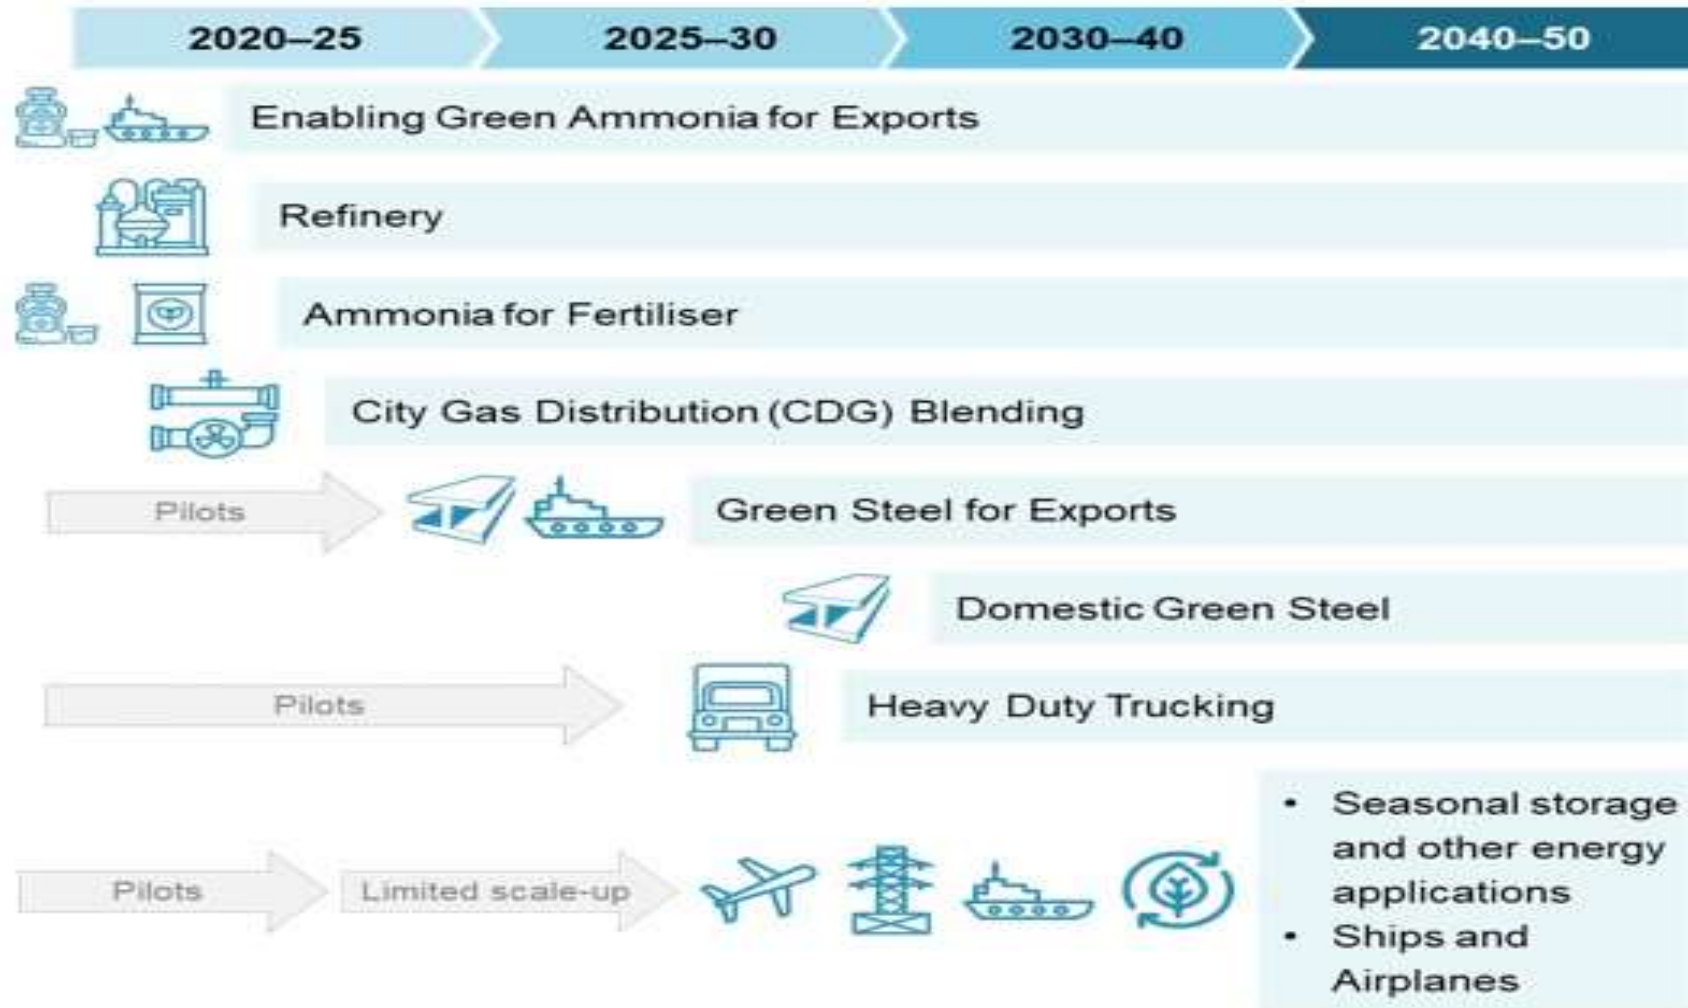 2020–25 2025–30 2030–40 2040–50
Enabling Green Ammonia for Exports
Refinery
Ammonia for Fertiliser
City Gas Distribution (CDG) Blending
Pilots Green Steel for Exports
Domestic Green Steel
Pilots Heavy Duty Trucking
Pilots Limited scale-up
• Seasonal storage
and other energy
applications
• Ships and
Airplanes